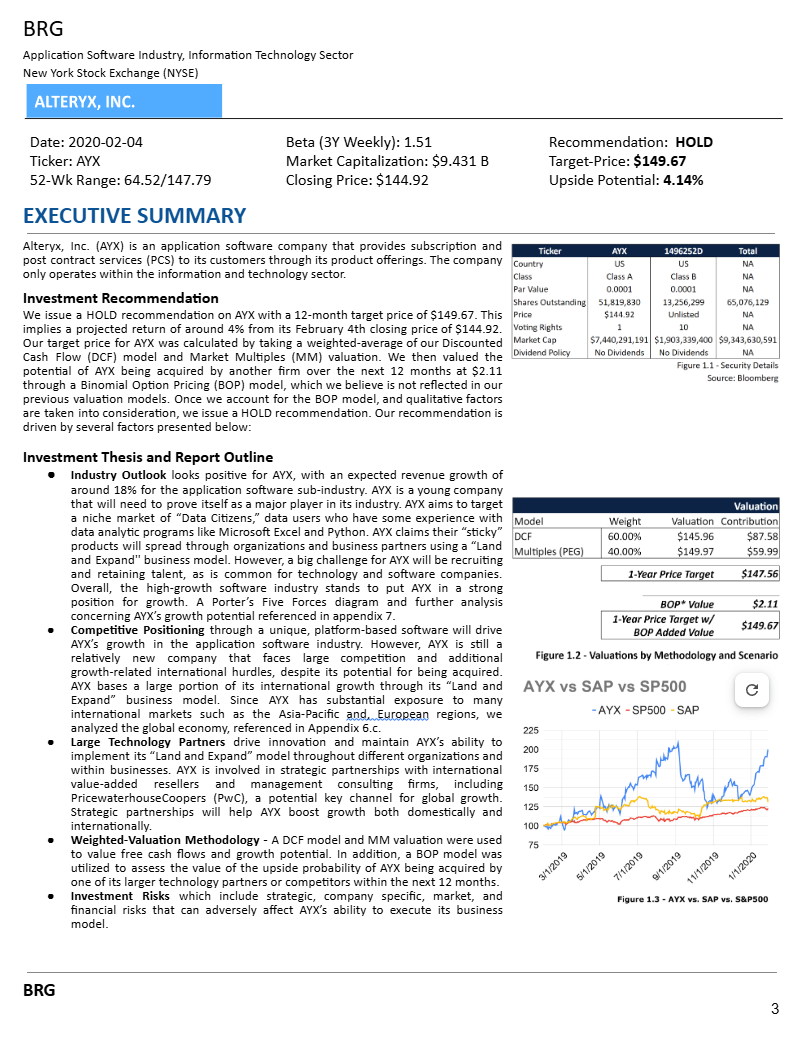 BRG
Application Software Industry, Information Technology Sector
New York Stock Exchange (NYSE)
ALTERYX, INC.
Date: 2020-02-04 Beta (3Y Weekly): 1.51 Recommendation: HOLD
Ticker: AYX Market Capitalization: $9.431 B Target-Price: $149.67
52-Wk Range: 64.52/147.79 Closing Price: $144.92 Upside Potential: 4.14%
EXECUTIVE SUMMARY
Alteryx, Inc. (AYX) is an application software company that provides subscription and
post contract services (PCS) to its customers through its product offerings. The company
only operates within the information and technology sector.
Investment Recommendation
We issue a HOLD recommendation on AYX with a 12-month target price of $149.67. This
implies a projected return of around 4% from its February 4th closing price of $144.92.
Our target price for AYX was calculated by taking a weighted-average of our Discounted
Cash Flow (DCF) model and Market Multiples (MM) valuation. We then valued the
potential of AYX being acquired by another firm over the next 12 months at $2.11
through a Binomial Option Pricing (BOP) model, which we believe is not reflected in our
previous valuation models. Once we account for the BOP model, and qualitative factors
are taken into consideration, we issue a HOLD recommendation. Our recommendation is
driven by several factors presented below:
Investment Thesis and Report Outline
● Industry Outlook looks positive for AYX, with an expected revenue growth of
around 18% for the application software sub-industry. AYX is a young company
that will need to prove itself as a major player in its industry. AYX aims to target
a niche market of “Data Citizens,” data users who have some experience with
data analytic programs like Microsoft Excel and Python. AYX claims their “sticky”
products will spread through organizations and business partners using a “Land
and Expand" business model. However, a big challenge for AYX will be recruiting
and retaining talent, as is common for technology and software companies.
Overall, the high-growth software industry stands to put AYX in a strong
position for growth. A Porter’s Five Forces diagram and further analysis
concerning AYX’s growth potential referenced in appendix 7.
● Competitive Positioning through a unique, platform-based software will drive
AYX’s growth in the application software industry. However, AYX is still a
relatively new company that faces large competition and additional
growth-related international hurdles, despite its potential for being acquired.
AYX bases a large portion of its international growth through its “Land and
Expand” business model. Since AYX has substantial exposure to many
international markets such as the Asia-Pacific and, European regions, we
analyzed the global economy, referenced in Appendix 6.c.
● Large Technology Partners drive innovation and maintain AYX’s ability to
implement its “Land and Expand” model throughout different organizations and
within businesses. AYX is involved in strategic partnerships with international
value-added resellers and management consulting firms, including
PricewaterhouseCoopers (PwC), a potential key channel for global growth.
Strategic partnerships will help AYX boost growth both domestically and
internationally.
● Weighted-Valuation Methodology - A DCF model and MM valuation were used
to value free cash flows and growth potential. In addition, a BOP model was
utilized to assess the value of the upside probability of AYX being acquired by
one of its larger technology partners or competitors within the next 12 months.
● Investment Risks which include strategic, company specific, market, and
financial risks that can adversely affect AYX’s ability to execute its business
model.
Ticker AYX 1496252D Total
Country US US NA
Class Class A Class B NA
Par Value 0.0001 0.0001 NA
Shares Outstanding 51,819,830 13,256,299 65,076,129
Price $144.92 Unlisted NA
Voting Rights 1 10 NA
Market Cap $7,440,291,191 $1,903,339,400 $9,343,630,591
Dividend Policy No Dividends No Dividends NA
Figure 1.1 - Security Details
Source: Bloomberg
Valuation
Model Weight Valuation Contribution
DCF 60.00% $145.96 $87.58
Multiples (PEG) 40.00% $149.97 $59.99
1-Year Price Target $147.56
BOP* Value $2.11
1-Year Price Target w/
BOP Added Value $149.67
Figure 1.2 - Valuations by Methodology and Scenario
AYX vs SAP vs SP500
AYX SP500 SAP
225
200
175
150
125
100
75
3/1/2019 5/1/2019 7/1/2019 9/1/2019 11/1/2019 1/1/2020
Figure 1.3 - AYX vs. SAP vs. S&P500
BRG
3